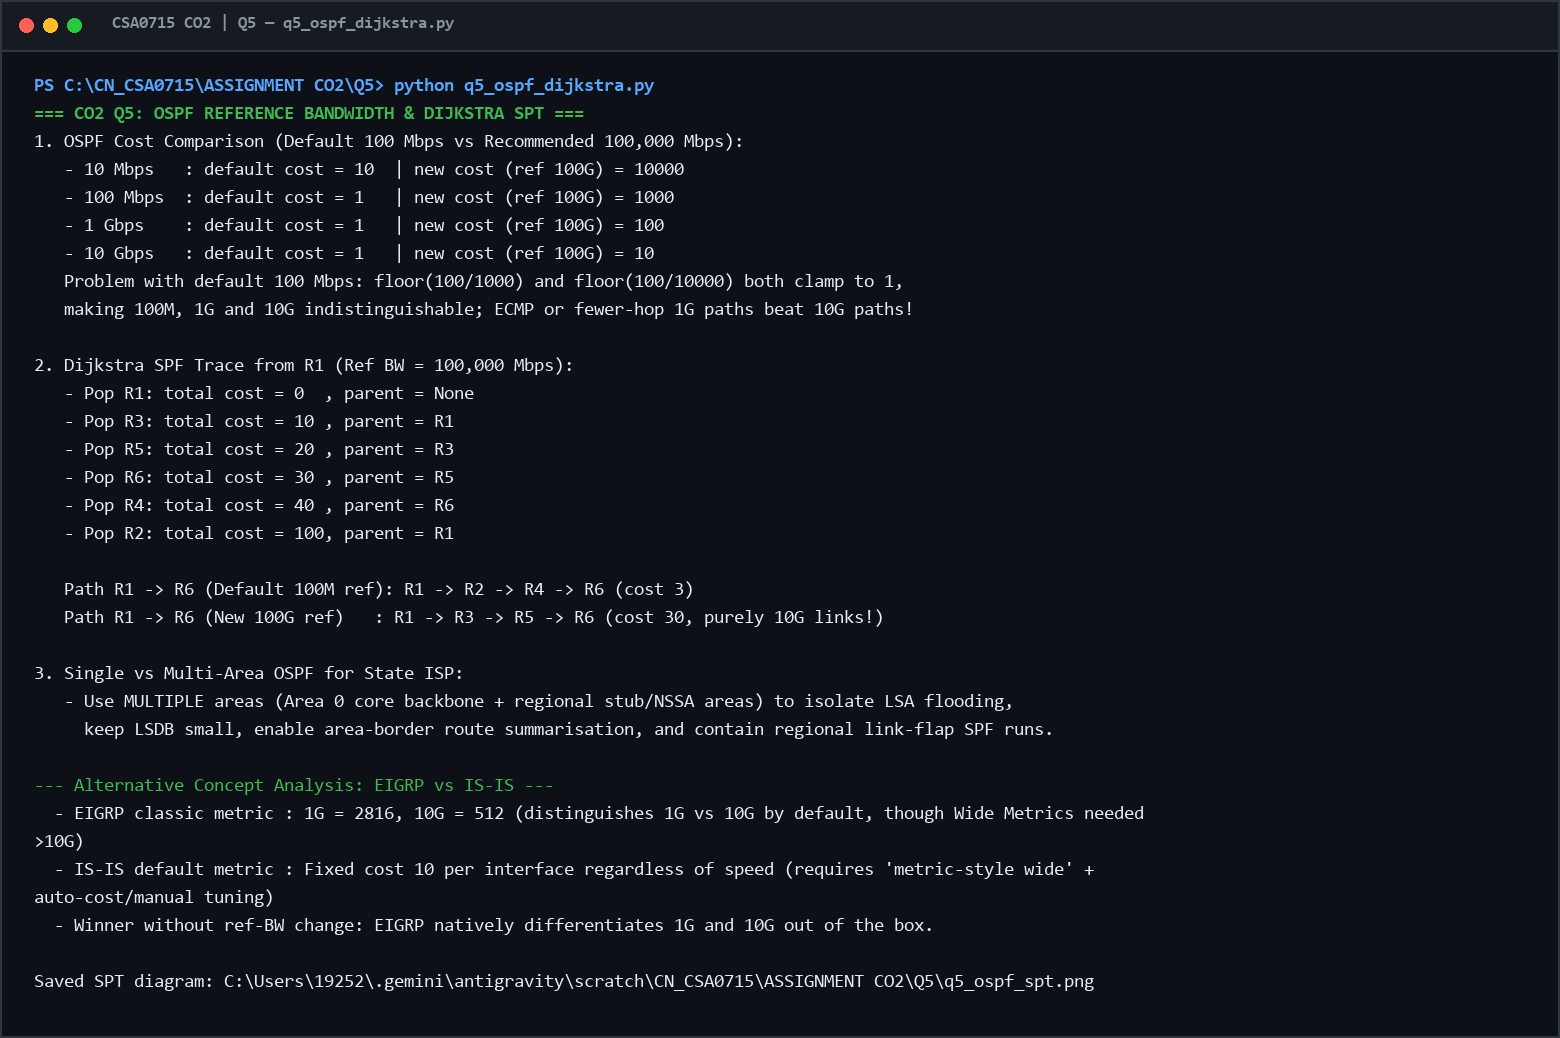 CSA0715 CO2 | Q5 — q5_ospf_dijkstra.py
PS C:\CN_CSA0715\ASSIGNMENT CO2\Q5> python q5_ospf_dijkstra.py
=== CO2 Q5: OSPF REFERENCE BANDWIDTH & DIJKSTRA SPT ===
1. OSPF Cost Comparison (Default 100 Mbps vs Recommended 100,000 Mbps):
   - 10 Mbps   : default cost = 10  | new cost (ref 100G) = 10000
   - 100 Mbps  : default cost = 1   | new cost (ref 100G) = 1000
   - 1 Gbps    : default cost = 1   | new cost (ref 100G) = 100
   - 10 Gbps   : default cost = 1   | new cost (ref 100G) = 10
   Problem with default 100 Mbps: floor(100/1000) and floor(100/10000) both clamp to 1,
   making 100M, 1G and 10G indistinguishable; ECMP or fewer-hop 1G paths beat 10G paths!
2. Dijkstra SPF Trace from R1 (Ref BW = 100,000 Mbps):
   - Pop R1: total cost = 0  , parent = None
   - Pop R3: total cost = 10 , parent = R1
   - Pop R5: total cost = 20 , parent = R3
   - Pop R6: total cost = 30 , parent = R5
   - Pop R4: total cost = 40 , parent = R6
   - Pop R2: total cost = 100, parent = R1
   Path R1 -> R6 (Default 100M ref): R1 -> R2 -> R4 -> R6 (cost 3)
   Path R1 -> R6 (New 100G ref)   : R1 -> R3 -> R5 -> R6 (cost 30, purely 10G links!)
3. Single vs Multi-Area OSPF for State ISP:
   - Use MULTIPLE areas (Area 0 core backbone + regional stub/NSSA areas) to isolate LSA flooding,
     keep LSDB small, enable area-border route summarisation, and contain regional link-flap SPF runs.
--- Alternative Concept Analysis: EIGRP vs IS-IS ---
  - EIGRP classic metric : 1G = 2816, 10G = 512 (distinguishes 1G vs 10G by default, though Wide Metrics needed
>10G)
  - IS-IS default metric : Fixed cost 10 per interface regardless of speed (requires 'metric-style wide' +
auto-cost/manual tuning)
  - Winner without ref-BW change: EIGRP natively differentiates 1G and 10G out of the box.
Saved SPT diagram: C:\Users\19252\.gemini\antigravity\scratch\CN_CSA0715\ASSIGNMENT CO2\Q5\q5_ospf_spt.png